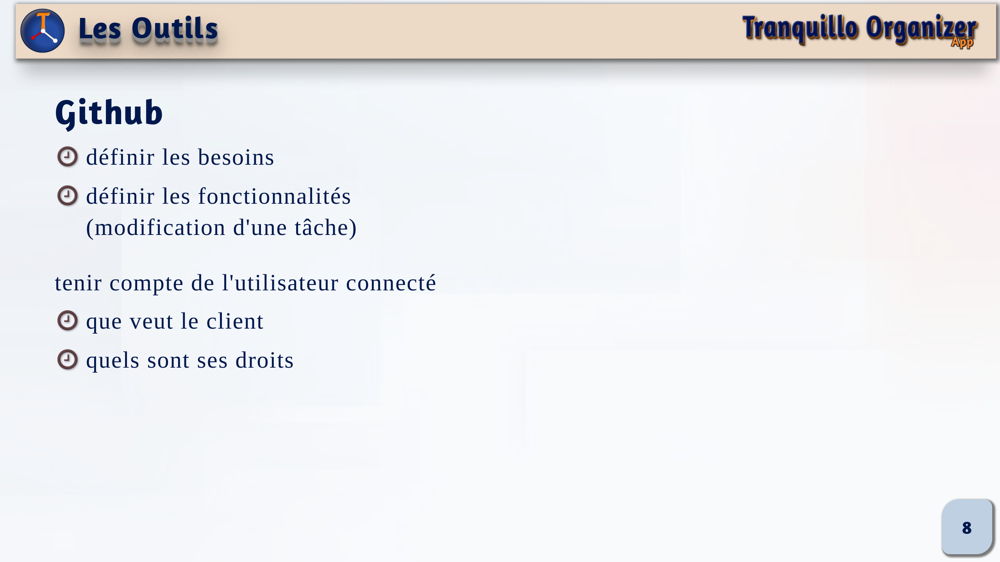 Les Outils
Tranquillo Organizer
App
Github
définir les besoins
définir les fonctionnalités
(modification d'une tâche)
tenir compte de l'utilisateur connecté
que veut le client
quels sont ses droits
8